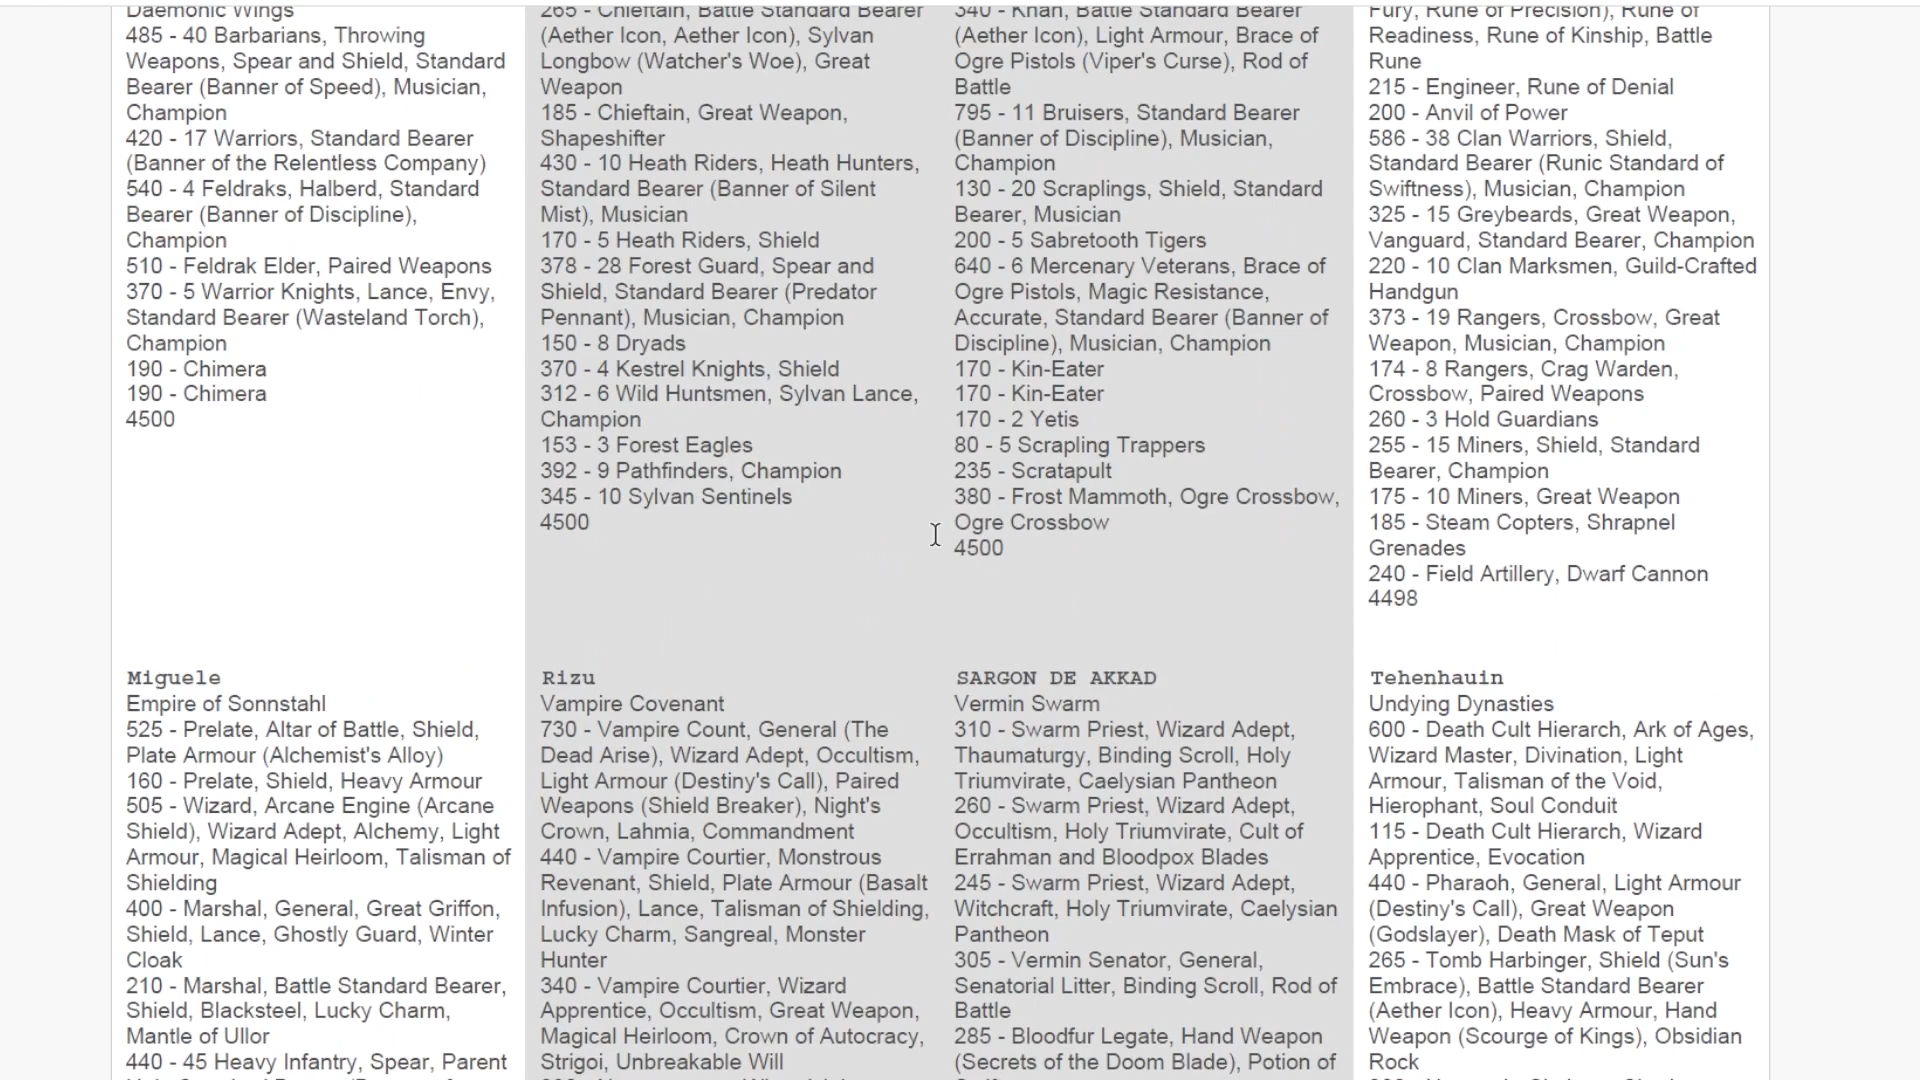 Daemonic Wings
485 - 40 Barbarians, Throwing
Weapons, Spear and Shield, Standard
Bearer (Banner of Speed), Musician,
Champion
420 - 17 Warriors, Standard Bearer
(Banner of the Relentless Company)
540 - 4 Feldraks, Halberd, Standard
Bearer (Banner of Discipline),
Champion
510 - Feldrak Elder, Paired Weapons
370 - 5 Warrior Knights, Lance, Envy,
Standard Bearer (Wasteland Torch),
Champion
190 - Chimera
190 - Chimera
4500
265 - Chieftain, Battle Standard Bearer
(Aether Icon, Aether Icon), Sylvan
Longbow (Watcher's Woe), Great
Weapon
185 - Chieftain, Great Weapon,
Shapeshifter
430 - 10 Heath Riders, Heath Hunters,
Standard Bearer (Banner of Silent
Mist), Musician
170 - 5 Heath Riders, Shield
378 - 28 Forest Guard, Spear and
Shield, Standard Bearer (Predator
Pennant), Musician, Champion
150 - 8 Dryads
370 - 4 Kestrel Knights, Shield
312 - 6 Wild Huntsmen, Sylvan Lance,
Champion
153 - 3 Forest Eagles
392 - 9 Pathfinders, Champion
345 - 10 Sylvan Sentinels
4500
340 - Khan, Battle Standard Bearer
(Aether Icon), Light Armour, Brace of
Ogre Pistols (Viper's Curse), Rod of
Battle
795 - 11 Bruisers, Standard Bearer
(Banner of Discipline), Musician,
Champion
130 - 20 Scraplings, Shield, Standard
Bearer, Musician
200 - 5 Sabretooth Tigers
640 - 6 Mercenary Veterans, Brace of
Ogre Pistols, Magic Resistance,
Accurate, Standard Bearer (Banner of
Discipline), Musician, Champion
170 - Kin-Eater
170 - Kin-Eater
170 - 2 Yetis
80 - 5 Scrapling Trappers
235 - Scratapult
380 - Frost Mammoth, Ogre Crossbow,
Ogre Crossbow
4500
Fury, Rune of Precision), Rune of
Readiness, Rune of Kinship, Battle
Rune
215 - Engineer, Rune of Denial
200 - Anvil of Power
586 - 38 Clan Warriors, Shield,
Standard Bearer (Runic Standard of
Swiftness), Musician, Champion
325 - 15 Greybeards, Great Weapon,
Vanguard, Standard Bearer, Champion
220 - 10 Clan Marksmen, Guild-Crafted
Handgun
373 - 19 Rangers, Crossbow, Great
Weapon, Musician, Champion
174 - 8 Rangers, Crag Warden,
Crossbow, Paired Weapons
260 - 3 Hold Guardians
255 - 15 Miners, Shield, Standard
Bearer, Champion
175 - 10 Miners, Great Weapon
185 - Steam Copters, Shrapnel
Grenades
240 - Field Artillery, Dwarf Cannon
4498
Miguele
Empire of Sonnstahl
525 - Prelate, Altar of Battle, Shield,
Plate Armour (Alchemist's Alloy)
160 - Prelate, Shield, Heavy Armour
505 - Wizard, Arcane Engine (Arcane
Shield), Wizard Adept, Alchemy, Light
Armour, Magical Heirloom, Talisman of
Shielding
400 - Marshal, General, Great Griffon,
Shield, Lance, Ghostly Guard, Winter
Cloak
210 - Marshal, Battle Standard Bearer,
Shield, Blacksteel, Lucky Charm,
Mantle of Ullor
440 - 45 Heavy Infantry, Spear, Parent
Rizu
Vampire Covenant
730 - Vampire Count, General (The
Dead Arise), Wizard Adept, Occultism,
Light Armour (Destiny's Call), Paired
Weapons (Shield Breaker), Night's
Crown, Lahmia, Commandment
440 - Vampire Courtier, Monstrous
Revenant, Shield, Plate Armour (Basalt
Infusion), Lance, Talisman of Shielding,
Lucky Charm, Sangreal, Monster
Hunter
340 - Vampire Courtier, Wizard
Apprentice, Occultism, Great Weapon,
Magical Heirloom, Crown of Autocracy,
Strigoi, Unbreakable Will
SARGON DE AKKAD
Vermin Swarm
310 - Swarm Priest, Wizard Adept,
Thaumaturgy, Binding Scroll, Holy
Triumvirate, Caelysian Pantheon
260 - Swarm Priest, Wizard Adept,
Occultism, Holy Triumvirate, Cult of
Errahman and Bloodpox Blades
245 - Swarm Priest, Wizard Adept,
Witchcraft, Holy Triumvirate, Caelysian
Pantheon
305 - Vermin Senator, General,
Senatorial Litter, Binding Scroll, Rod of
Battle
285 - Bloodfur Legate, Hand Weapon
(Secrets of the Doom Blade), Potion of
Tehenhauin
Undying Dynasties
600 - Death Cult Hierarch, Ark of Ages,
Wizard Master, Divination, Light
Armour, Talisman of the Void,
Hierophant, Soul Conduit
115 - Death Cult Hierarch, Wizard
Apprentice, Evocation
440 - Pharaoh, General, Light Armour
(Destiny's Call), Great Weapon
(Godslayer), Death Mask of Teput
265 - Tomb Harbinger, Shield (Sun's
Embrace), Battle Standard Bearer
(Aether Icon), Heavy Armour, Hand
Weapon (Scourge of Kings), Obsidian
Rock